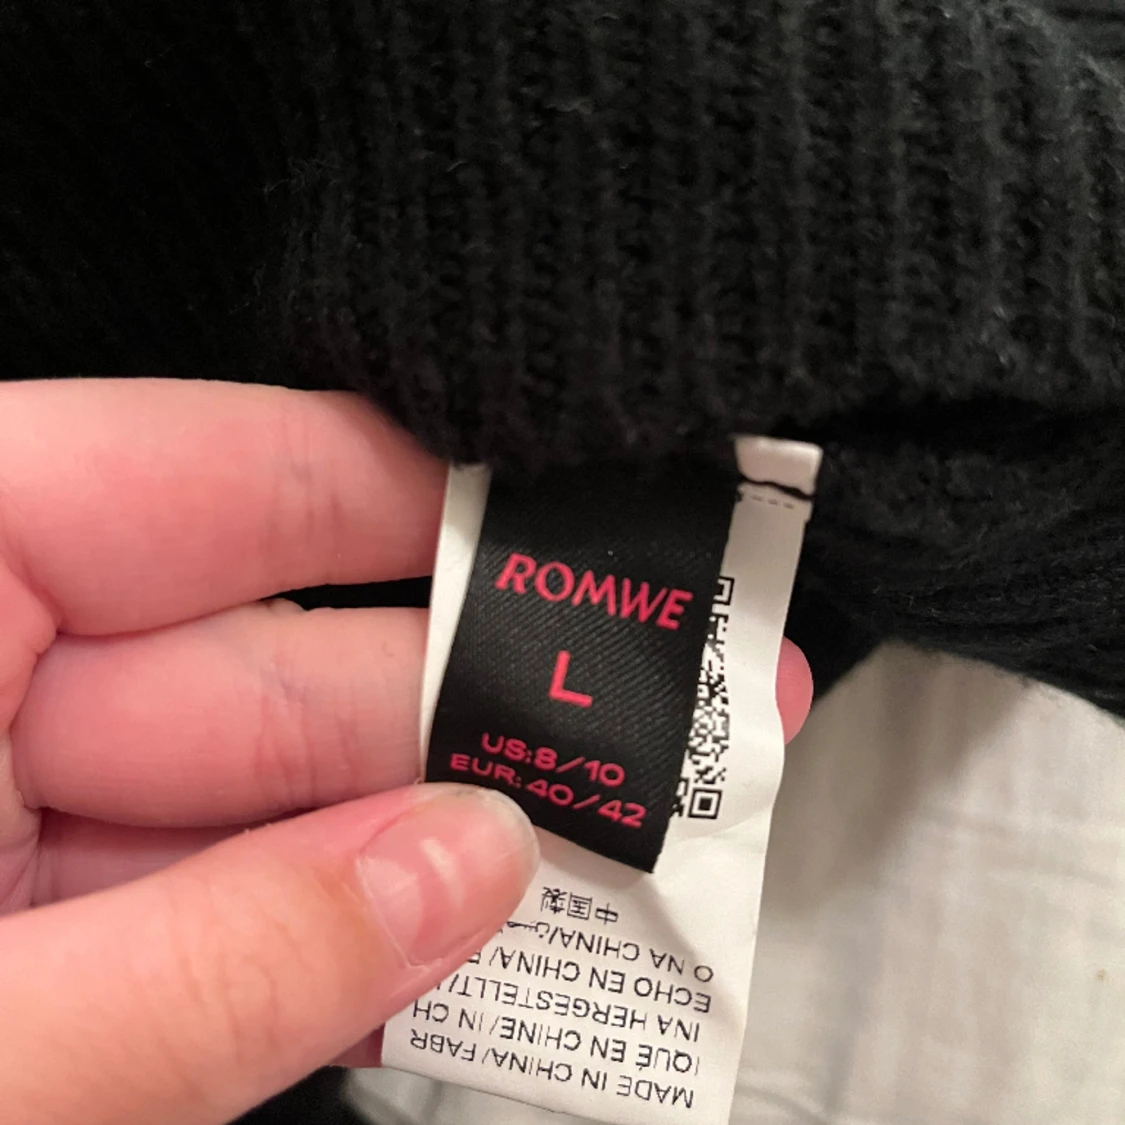 ROMWE
L
US:8/10
EUR:40/42
MADE IN CHINA/ FABR
IQUÉ EN CHINE/ IN CH
INA HERGESTELLT/
ECHO EN CHINA/
O NA CHINA/
中国製